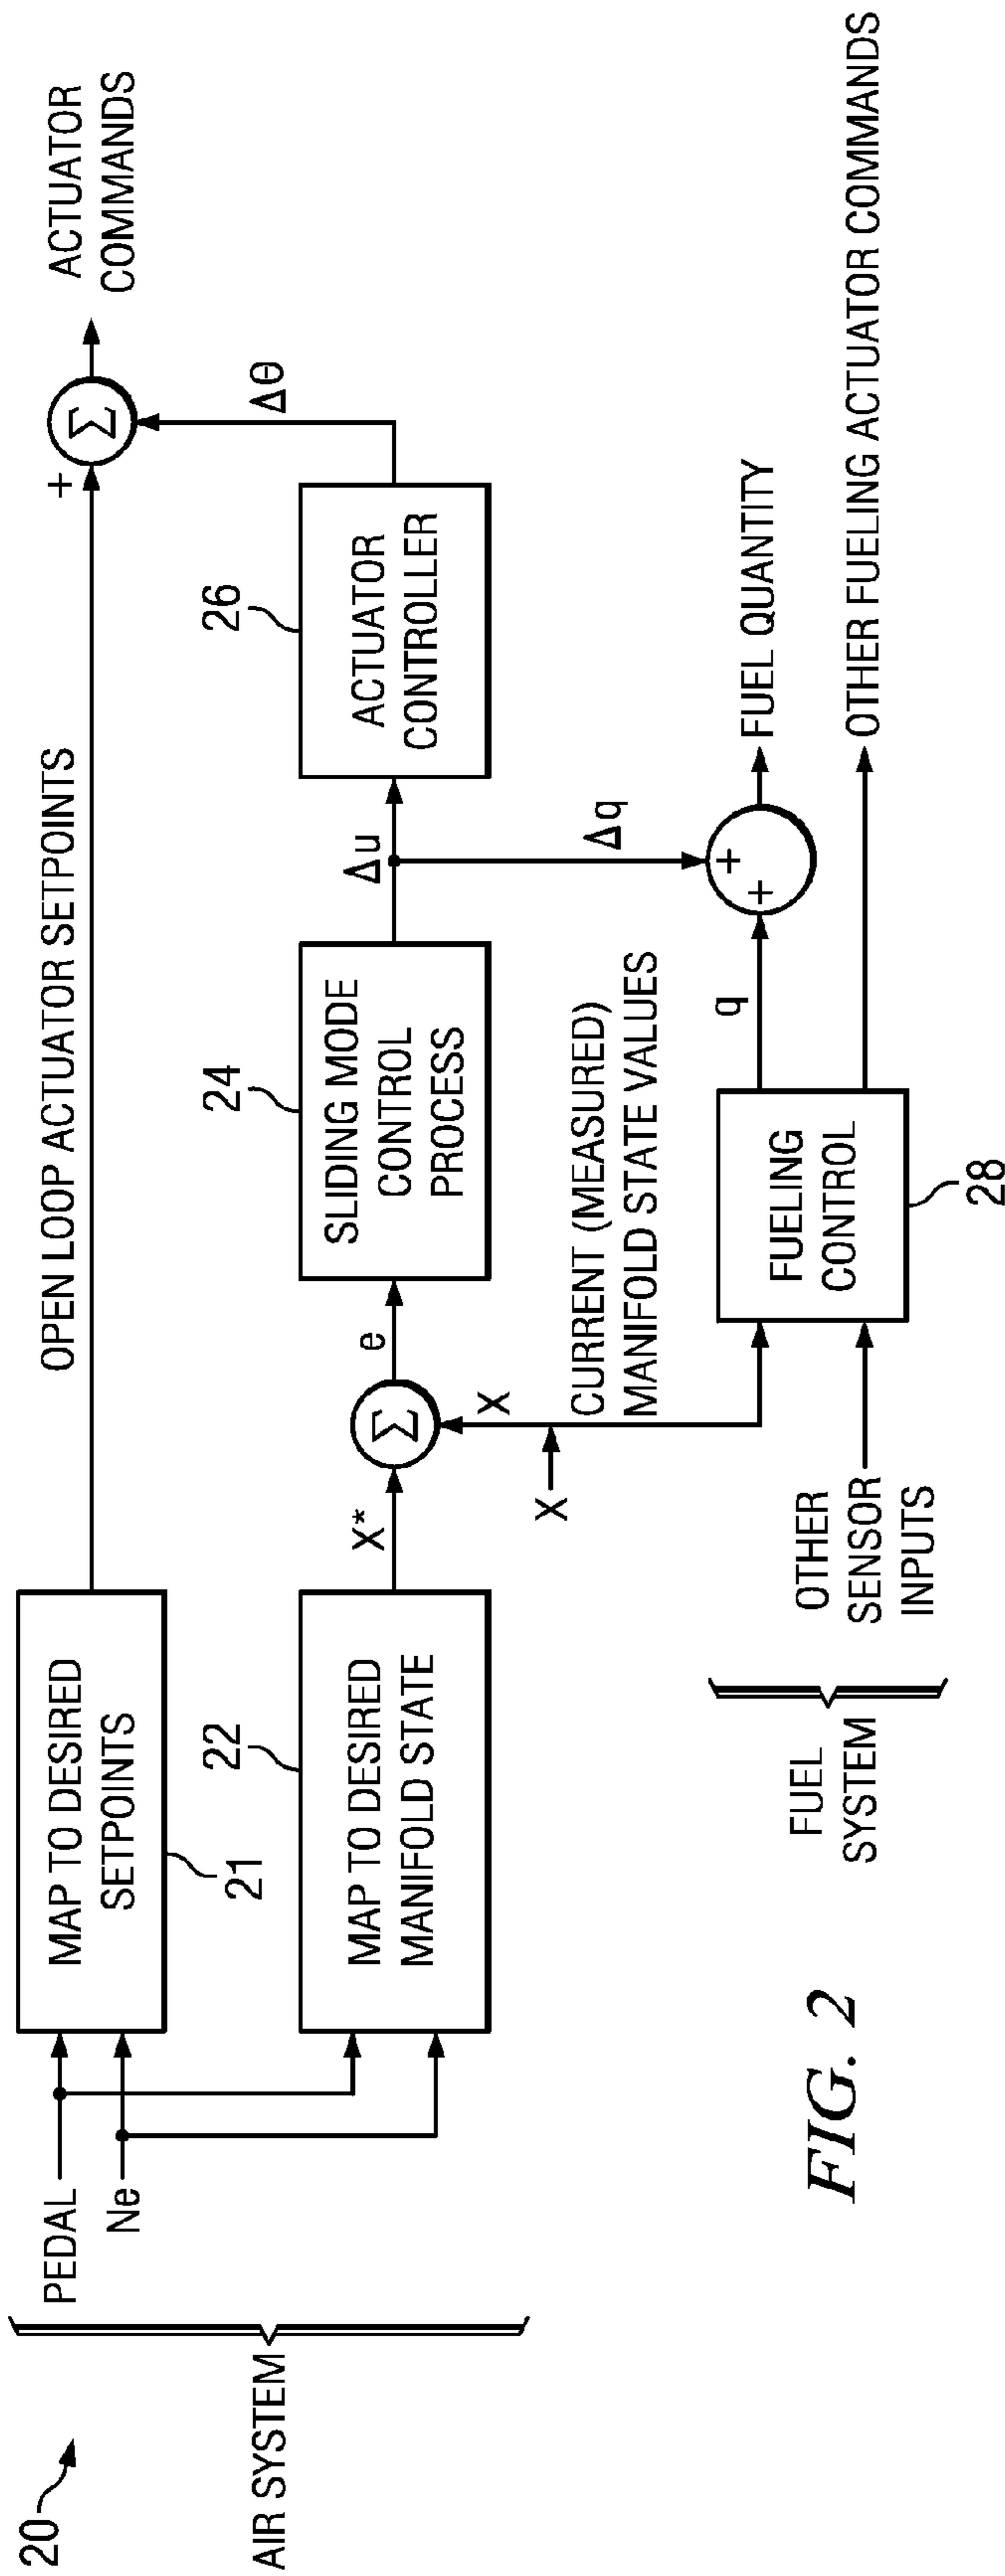 20
AIR SYSTEM
PEDAL
Ne
MAP TO DESIRED
SETPOINTS
21
OPEN LOOP ACTUATOR SETPOINTS
+
Σ
ACTUATOR
COMMANDS
22
MAP TO DESIRED
MANIFOLD STATE
X*
Σ
e
X
X
24
SLIDING MODE
CONTROL
PROCESS
Δu
26
ACTUATOR
CONTROLLER
Δθ
CURRENT (MEASURED)
MANIFOLD STATE VALUES
Δq
FUEL
SYSTEM
OTHER
SENSOR
INPUTS
FUELING
CONTROL
28
q
+
+
FUEL QUANTITY
OTHER FUELING ACTUATOR COMMANDS
FIG. 2